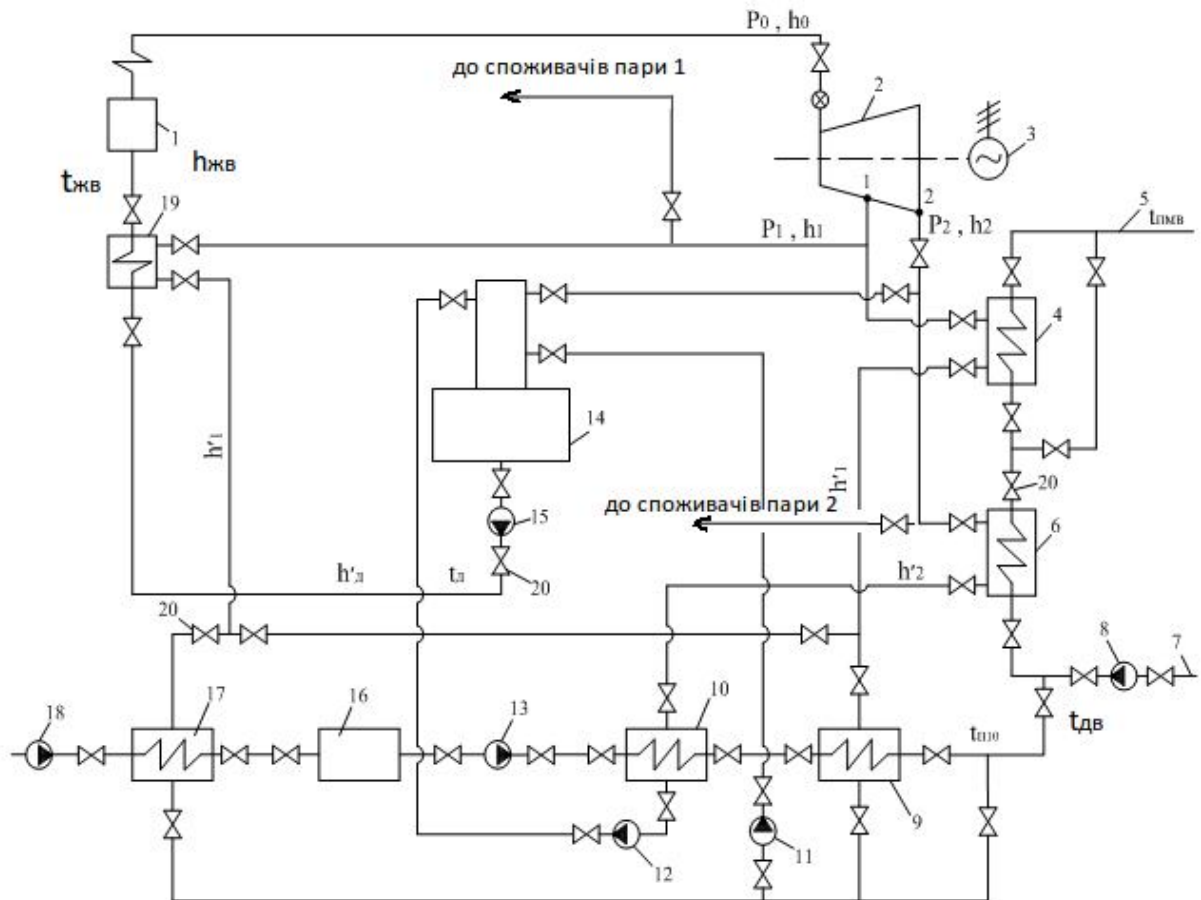 P₀ , h₀
до споживачів пари 1
2
1
3
hжв
tжв
1
2
5
tпмв
19
P₁ , h₁
P₂ , h₂
4
14
h'₁
h'₁
20
до споживачів пари 2
15
6
h'д
tд
20
h'₂
20
8
7
17
16
13
10
tдв
18
tп10
9
12
11